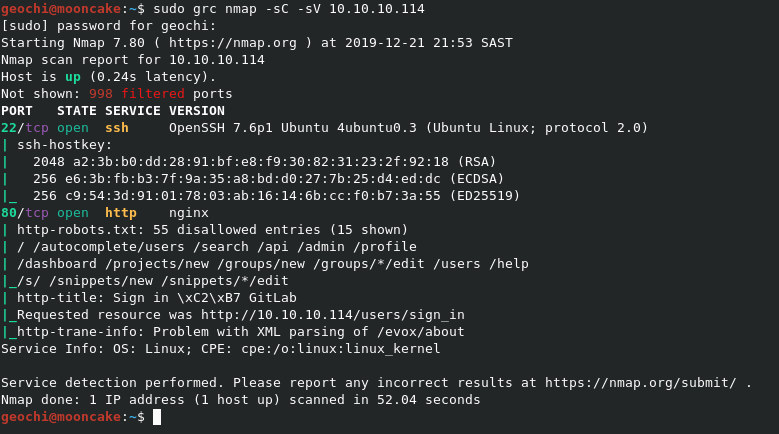 geochi@mooncake:~$ sudo grc nmap -sC -sV 10.10.10.114
[sudo] password for geochi:
Starting Nmap 7.80 ( https://nmap.org ) at 2019-12-21 21:53 SAST
Nmap scan report for 10.10.10.114
Host is up (0.24s latency).
Not shown: 998 filtered ports
PORT   STATE SERVICE VERSION
22/tcp open  ssh     OpenSSH 7.6p1 Ubuntu 4ubuntu0.3 (Ubuntu Linux; protocol 2.0)
| ssh-hostkey:
|   2048 a2:3b:b0:dd:28:91:bf:e8:f9:30:82:31:23:2f:92:18 (RSA)
|   256 e6:3b:fb:b3:7f:9a:35:a8:bd:d0:27:7b:25:d4:ed:dc (ECDSA)
|_  256 c9:54:3d:91:01:78:03:ab:16:14:6b:cc:f0:b7:3a:55 (ED25519)
80/tcp open  http    nginx
| http-robots.txt: 55 disallowed entries (15 shown)
| / /autocomplete/users /search /api /admin /profile
| /dashboard /projects/new /groups/new /groups/*/edit /users /help
|_/s/ /snippets/new /snippets/*/edit
| http-title: Sign in \xC2\xB7 GitLab
|_Requested resource was http://10.10.10.114/users/sign_in
|_http-trane-info: Problem with XML parsing of /evox/about
Service Info: OS: Linux; CPE: cpe:/o:linux:linux_kernel
Service detection performed. Please report any incorrect results at https://nmap.org/submit/ .
Nmap done: 1 IP address (1 host up) scanned in 52.04 seconds
geochi@mooncake:~$